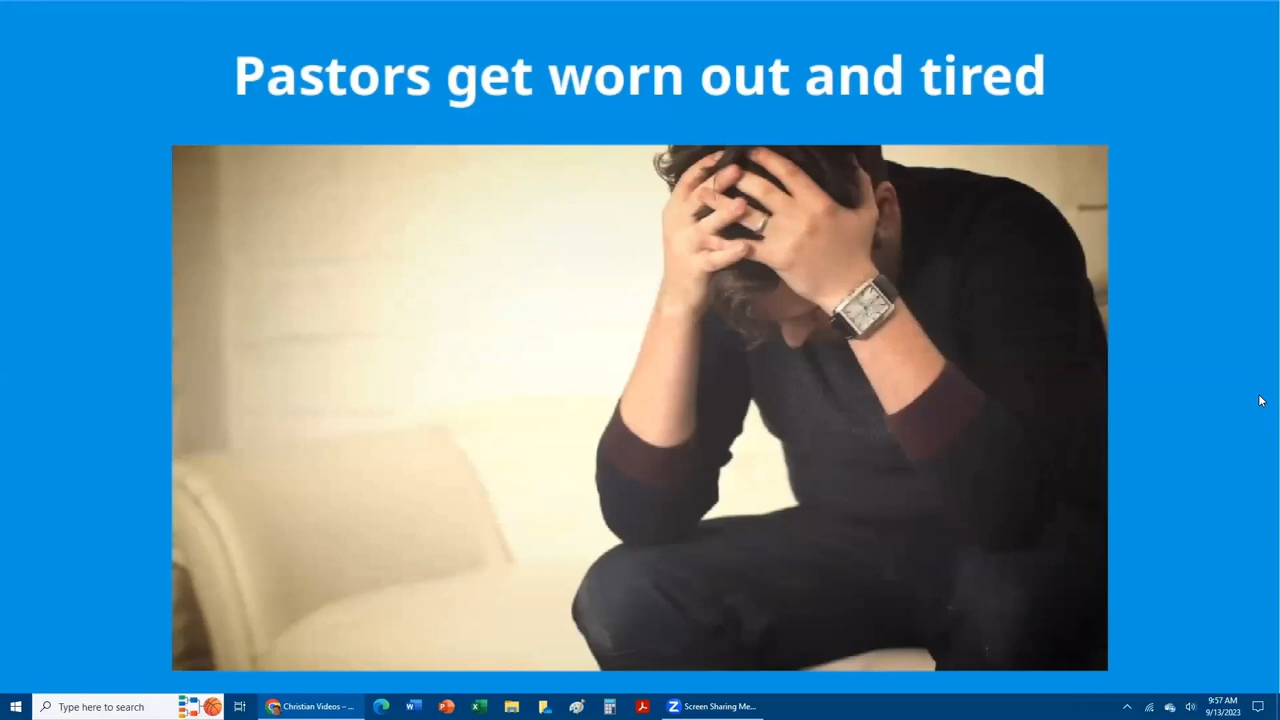 Pastors get worn out and tired
Type here to search
Christian Videos – ...
Screen Sharing Me...
9:57 AM
9/13/2023